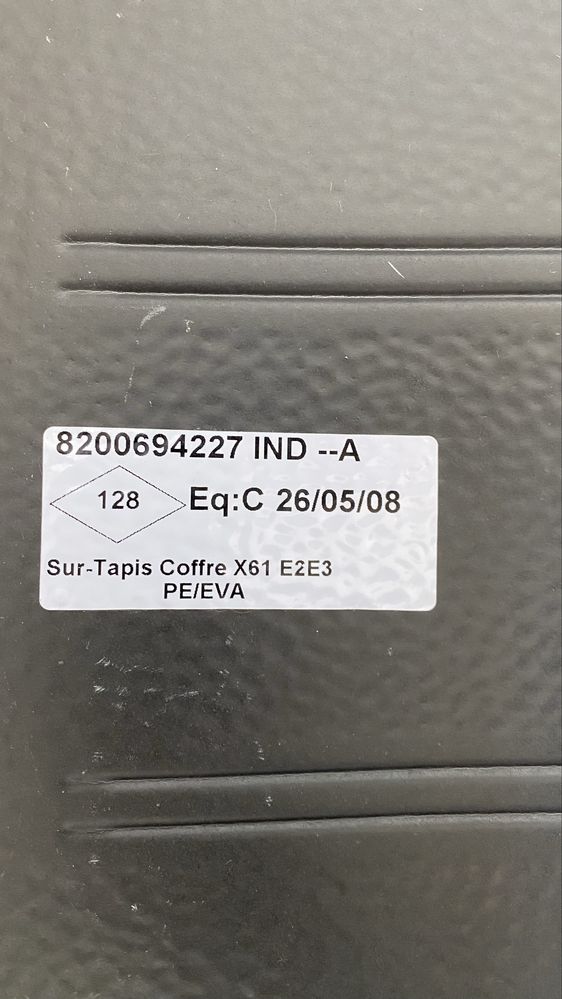 8200694227 IND --A
128 Eq:C 26/05/08
Sur-Tapis Coffre X61 E2E3
PE/EVA